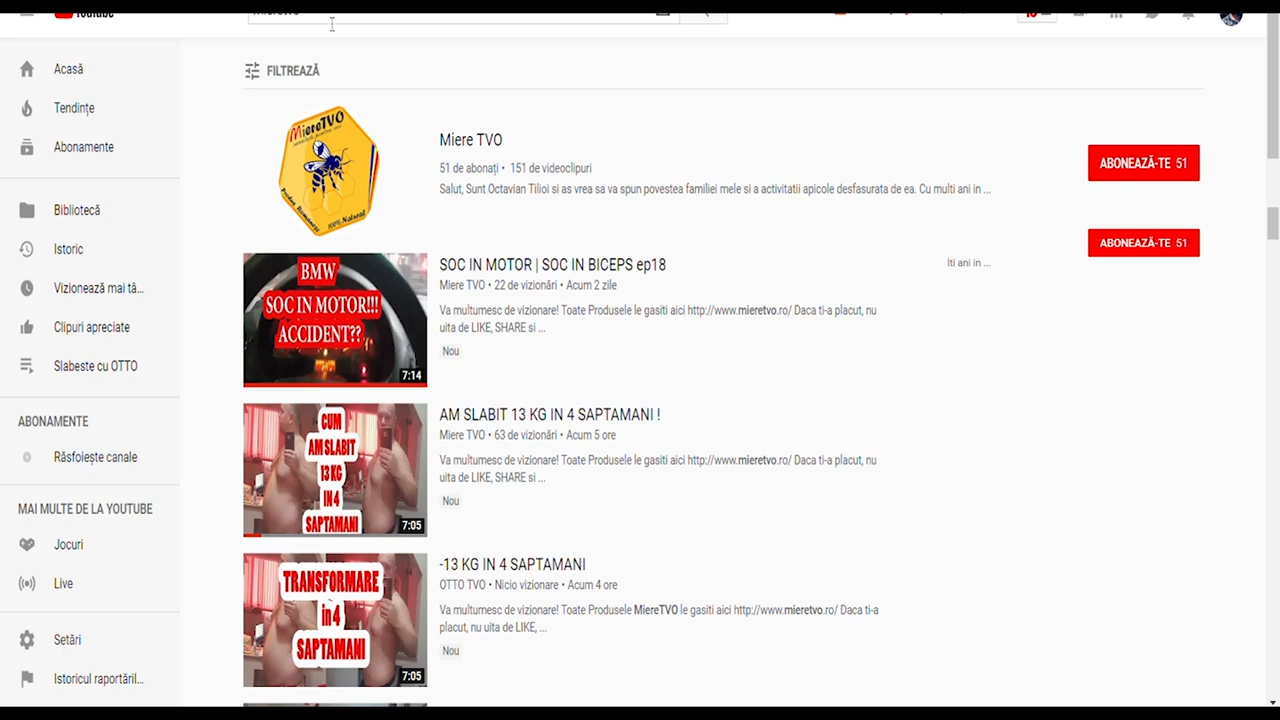 YouTube
Acasă
Tendințe
Abonamente
Bibliotecă
Istoric
Vizionează mai tâ...
Clipuri apreciate
Slabeste cu OTTO
ABONAMENTE
Răsfoiește canale
MAI MULTE DE LA YOUTUBE
Jocuri
Live
Setări
Istoricul raportăril...
FILTREAZĂ
MiereTVO
Produs Romanesc
100% Natural
Miere TVO
51 de abonați • 151 de videoclipuri
Salut, Sunt Octavian Tilioi si as vrea sa va spun povestea familiei mele si a activitatii apicole desfasurata de ea. Cu multi ani in ...
ABONEAZĂ-TE 51
ABONEAZĂ-TE 51
lti ani in ...
BMW
SOC IN MOTOR!!!
ACCIDENT??
7:14
SOC IN MOTOR | SOC IN BICEPS ep18
Miere TVO • 22 de vizionări • Acum 2 zile
Va multumesc de vizionare! Toate Produsele le gasiti aici http://www.mieretvo.ro/ Daca ti-a placut, nu
uita de LIKE, SHARE si ...
Nou
CUM
AM SLABIT
13 KG
IN 4
SAPTAMANI
7:05
AM SLABIT 13 KG IN 4 SAPTAMANI !
Miere TVO • 63 de vizionări • Acum 5 ore
Va multumesc de vizionare! Toate Produsele le gasiti aici http://www.mieretvo.ro/ Daca ti-a placut, nu
uita de LIKE, SHARE si ...
Nou
TRANSFORMARE
in 4
SAPTAMANI
7:05
-13 KG IN 4 SAPTAMANI
OTTO TVO • Nicio vizionare • Acum 4 ore
Va multumesc de vizionare! Toate Produsele MiereTVO le gasiti aici http://www.mieretvo.ro/ Daca ti-a
placut, nu uita de LIKE, ...
Nou